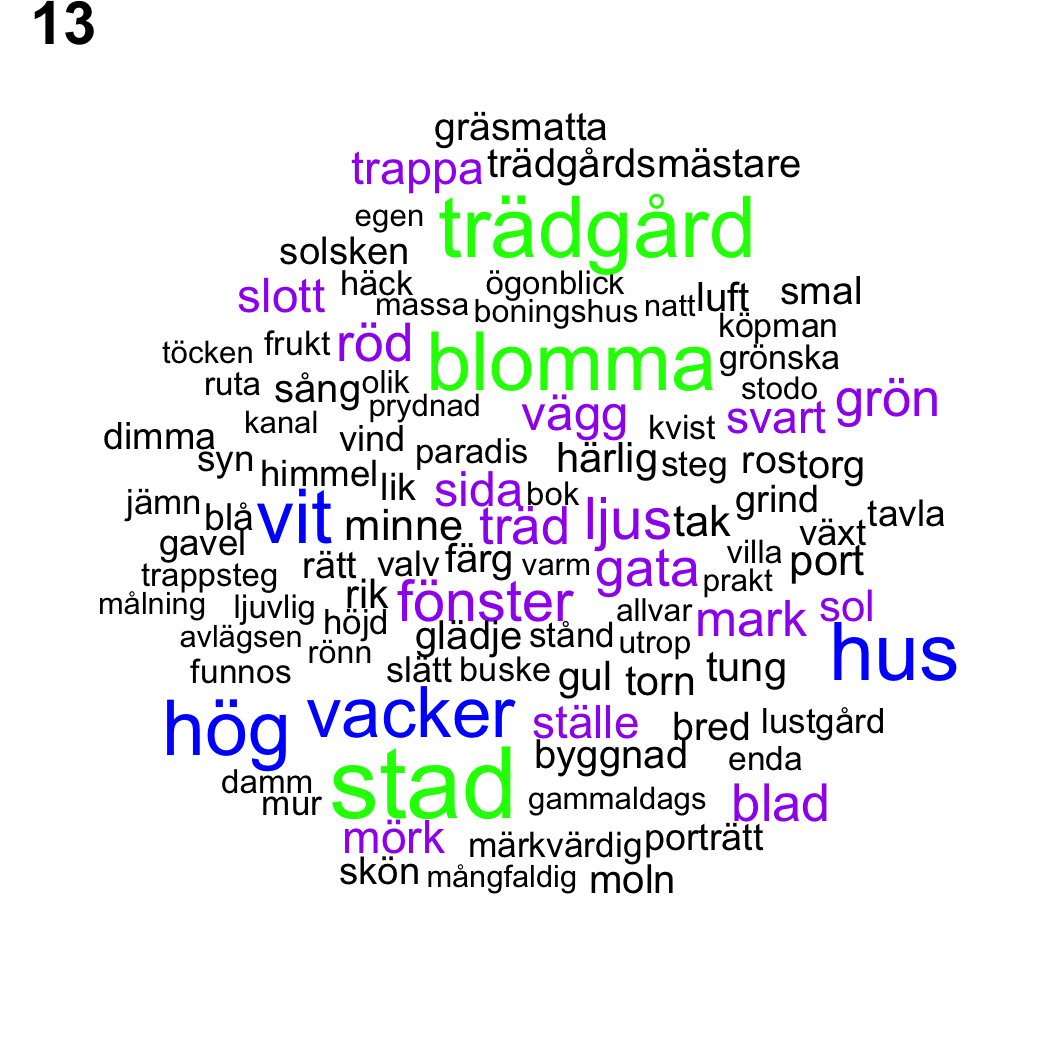 13
gräsmatta
trappa trädgårdsmästare
egen trädgård
solsken
slott häck ögonblick luft smal
massa boningshus natt
köpman
töcken frukt röd blomma grönska
ruta sång olik stodo grön
kanal prydnad vägg kvist svart
dimma vind paradis härlig steg ros torg
syn himmel lik sida bok grind
jämn blå vit minne träd ljus tak växt tavla
gavel rätt valv färg varm gata villa port
trappsteg rik fönster prakt
målning ljuvlig höjd allvar mark sol
avlägsen rönn glädje stånd utrop hus
funnos slätt buske gul torn tung
hög vacker ställe bred lustgård
byggnad enda
damm stad gammaldags blad
mur
mörk märkvärdig porträtt
skön mångfaldig moln